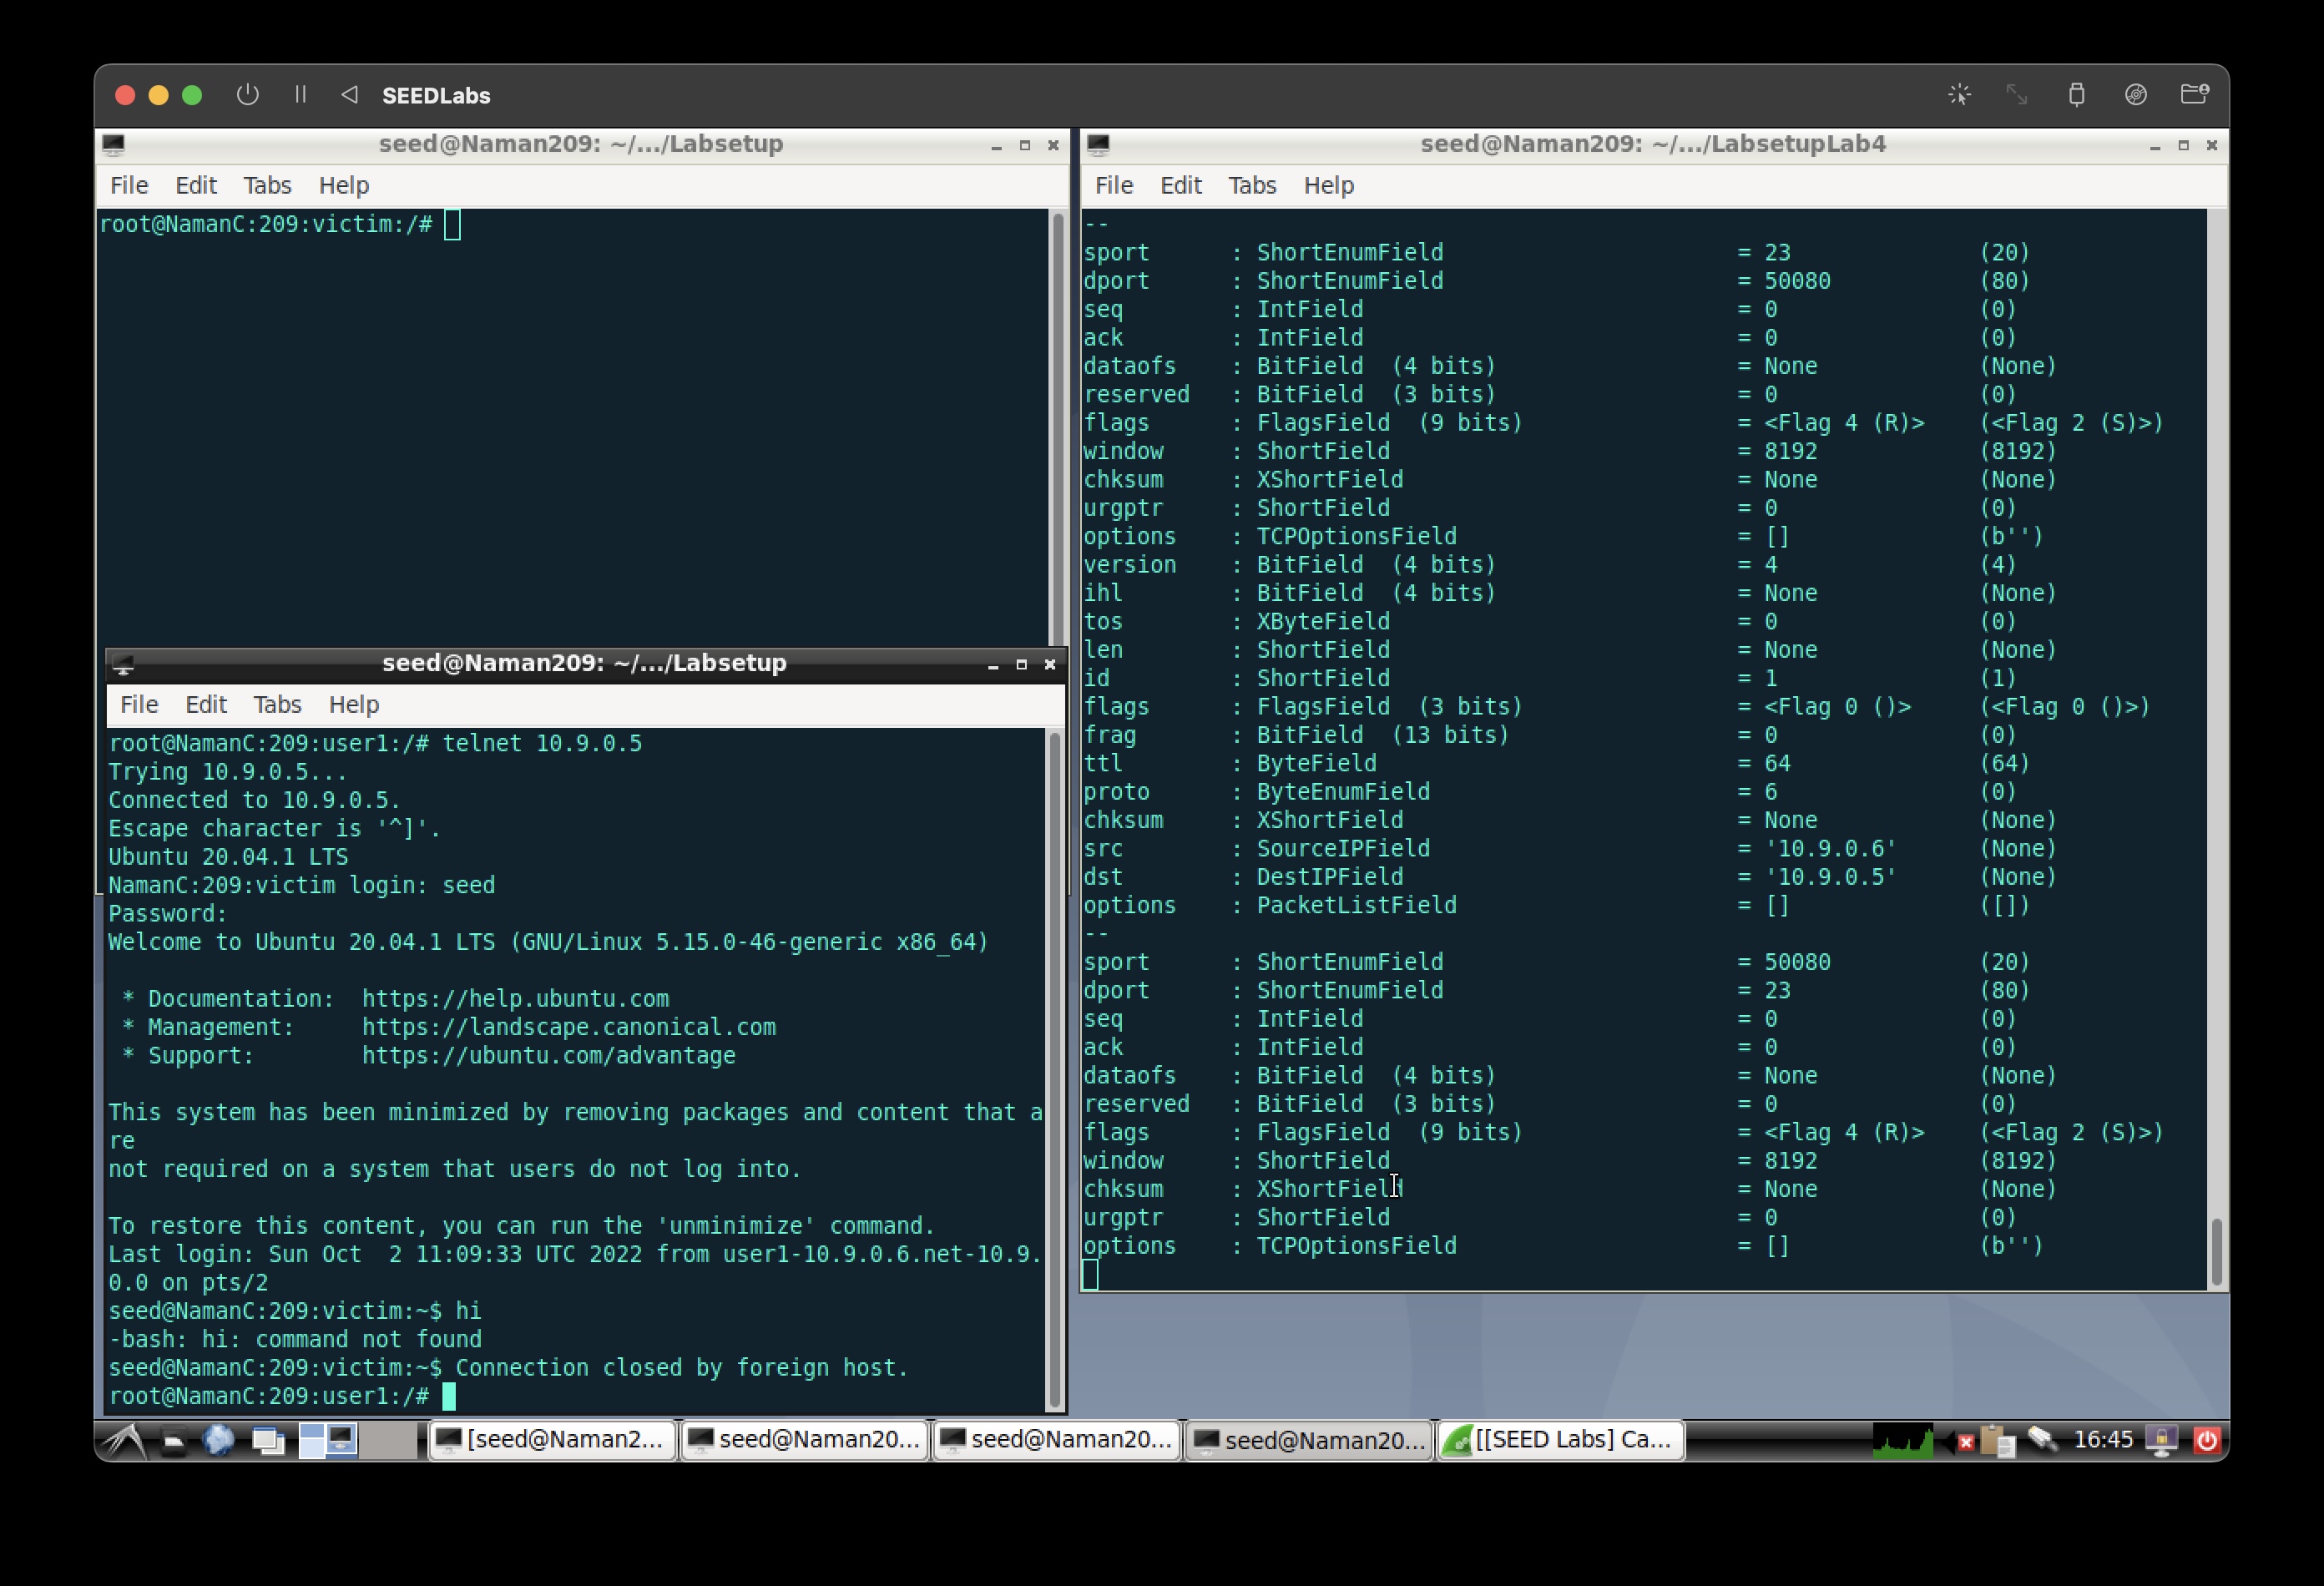 SEEDLabs
seed@Naman209: ~/.../Labsetup
File Edit Tabs Help
root@NamanC:209:victim:/#
seed@Naman209: ~/.../Labsetup
File Edit Tabs Help
root@NamanC:209:user1:/# telnet 10.9.0.5
Trying 10.9.0.5...
Connected to 10.9.0.5.
Escape character is '^]'.
Ubuntu 20.04.1 LTS
NamanC:209:victim login: seed
Password:
Welcome to Ubuntu 20.04.1 LTS (GNU/Linux 5.15.0-46-generic x86_64)
* Documentation:  https://help.ubuntu.com
* Management:     https://landscape.canonical.com
* Support:        https://ubuntu.com/advantage
This system has been minimized by removing packages and content that a
re
not required on a system that users do not log into.
To restore this content, you can run the 'unminimize' command.
Last login: Sun Oct  2 11:09:33 UTC 2022 from user1-10.9.0.6.net-10.9.
0.0 on pts/2
seed@NamanC:209:victim:~$ hi
-bash: hi: command not found
seed@NamanC:209:victim:~$ Connection closed by foreign host.
root@NamanC:209:user1:/#
seed@Naman209: ~/.../LabsetupLab4
File Edit Tabs Help
--
sport : ShortEnumField = 23 (20)
dport : ShortEnumField = 50080 (80)
seq : IntField = 0 (0)
ack : IntField = 0 (0)
dataofs : BitField (4 bits) = None (None)
reserved : BitField (3 bits) = 0 (0)
flags : FlagsField (9 bits) = <Flag 4 (R)> (<Flag 2 (S)>)
window : ShortField = 8192 (8192)
chksum : XShortField = None (None)
urgptr : ShortField = 0 (0)
options : TCPOptionsField = [] (b'')
version : BitField (4 bits) = 4 (4)
ihl : BitField (4 bits) = None (None)
tos : XByteField = 0 (0)
len : ShortField = None (None)
id : ShortField = 1 (1)
flags : FlagsField (3 bits) = <Flag 0 ()> (<Flag 0 ()>)
frag : BitField (13 bits) = 0 (0)
ttl : ByteField = 64 (64)
proto : ByteEnumField = 6 (0)
chksum : XShortField = None (None)
src : SourceIPField = '10.9.0.6' (None)
dst : DestIPField = '10.9.0.5' (None)
options : PacketListField = [] ([])
--
sport : ShortEnumField = 50080 (20)
dport : ShortEnumField = 23 (80)
seq : IntField = 0 (0)
ack : IntField = 0 (0)
dataofs : BitField (4 bits) = None (None)
reserved : BitField (3 bits) = 0 (0)
flags : FlagsField (9 bits) = <Flag 4 (R)> (<Flag 2 (S)>)
window : ShortField = 8192 (8192)
chksum : XShortField = None (None)
urgptr : ShortField = 0 (0)
options : TCPOptionsField = [] (b'')
[seed@Naman2... seed@Naman20... seed@Naman20... seed@Naman20... [[SEED Labs] Ca... 16:45